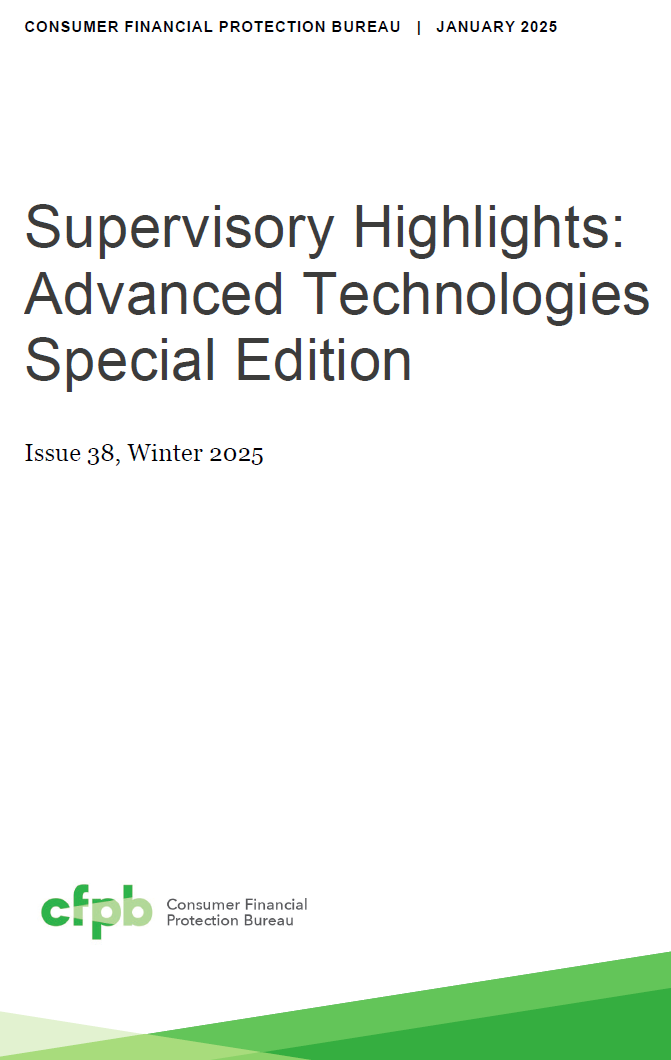 CONSUMER FINANCIAL PROTECTION BUREAU | JANUARY 2025
Supervisory Highlights:
Advanced Technologies
Special Edition
Issue 38, Winter 2025
cfpb
Consumer Financial
Protection Bureau